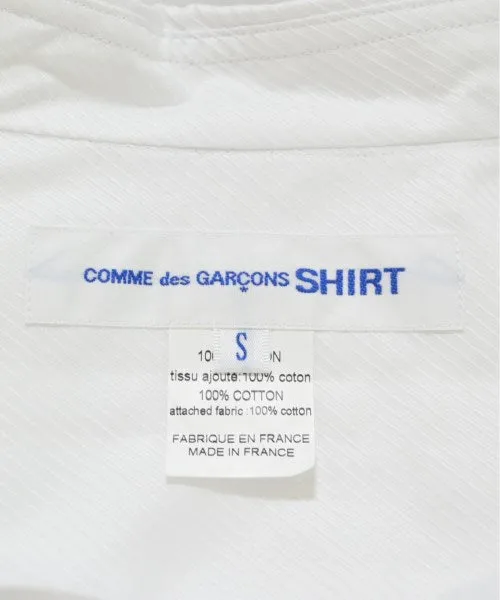 COMME des GARÇONS SHIRT
S
tissu ajoute:100% coton
100% COTTON
attached fabric:100% cotton
FABRIQUE EN FRANCE
MADE IN FRANCE